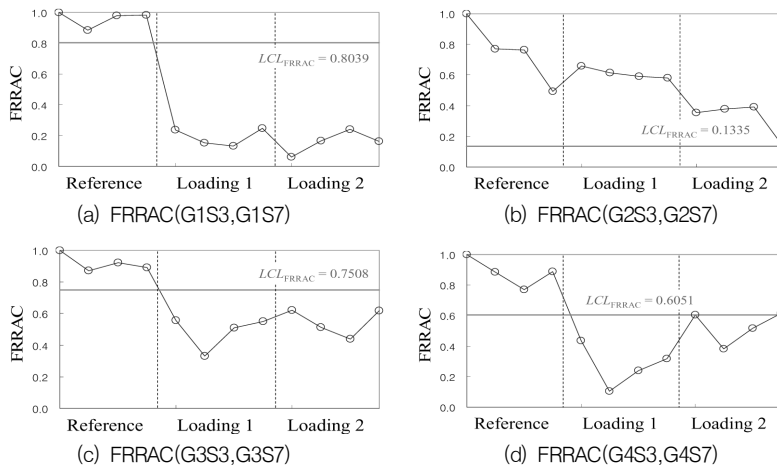 FRRAC
1.0
0.8
0.6
0.4
0.2
0.0
LCL_FRRAC = 0.8039
Reference Loading 1 Loading 2
(a) FRRAC(G1S3,G1S7)
FRRAC
1.0
0.8
0.6
0.4
0.2
0.0
LCL_FRRAC = 0.1335
Reference Loading 1 Loading 2
(b) FRRAC(G2S3,G2S7)
FRRAC
1.0
0.8
0.6
0.4
0.2
0.0
LCL_FRRAC = 0.7508
Reference Loading 1 Loading 2
(c) FRRAC(G3S3,G3S7)
FRRAC
1.0
0.8
0.6
0.4
0.2
0.0
LCL_FRRAC = 0.6051
Reference Loading 1 Loading 2
(d) FRRAC(G4S3,G4S7)